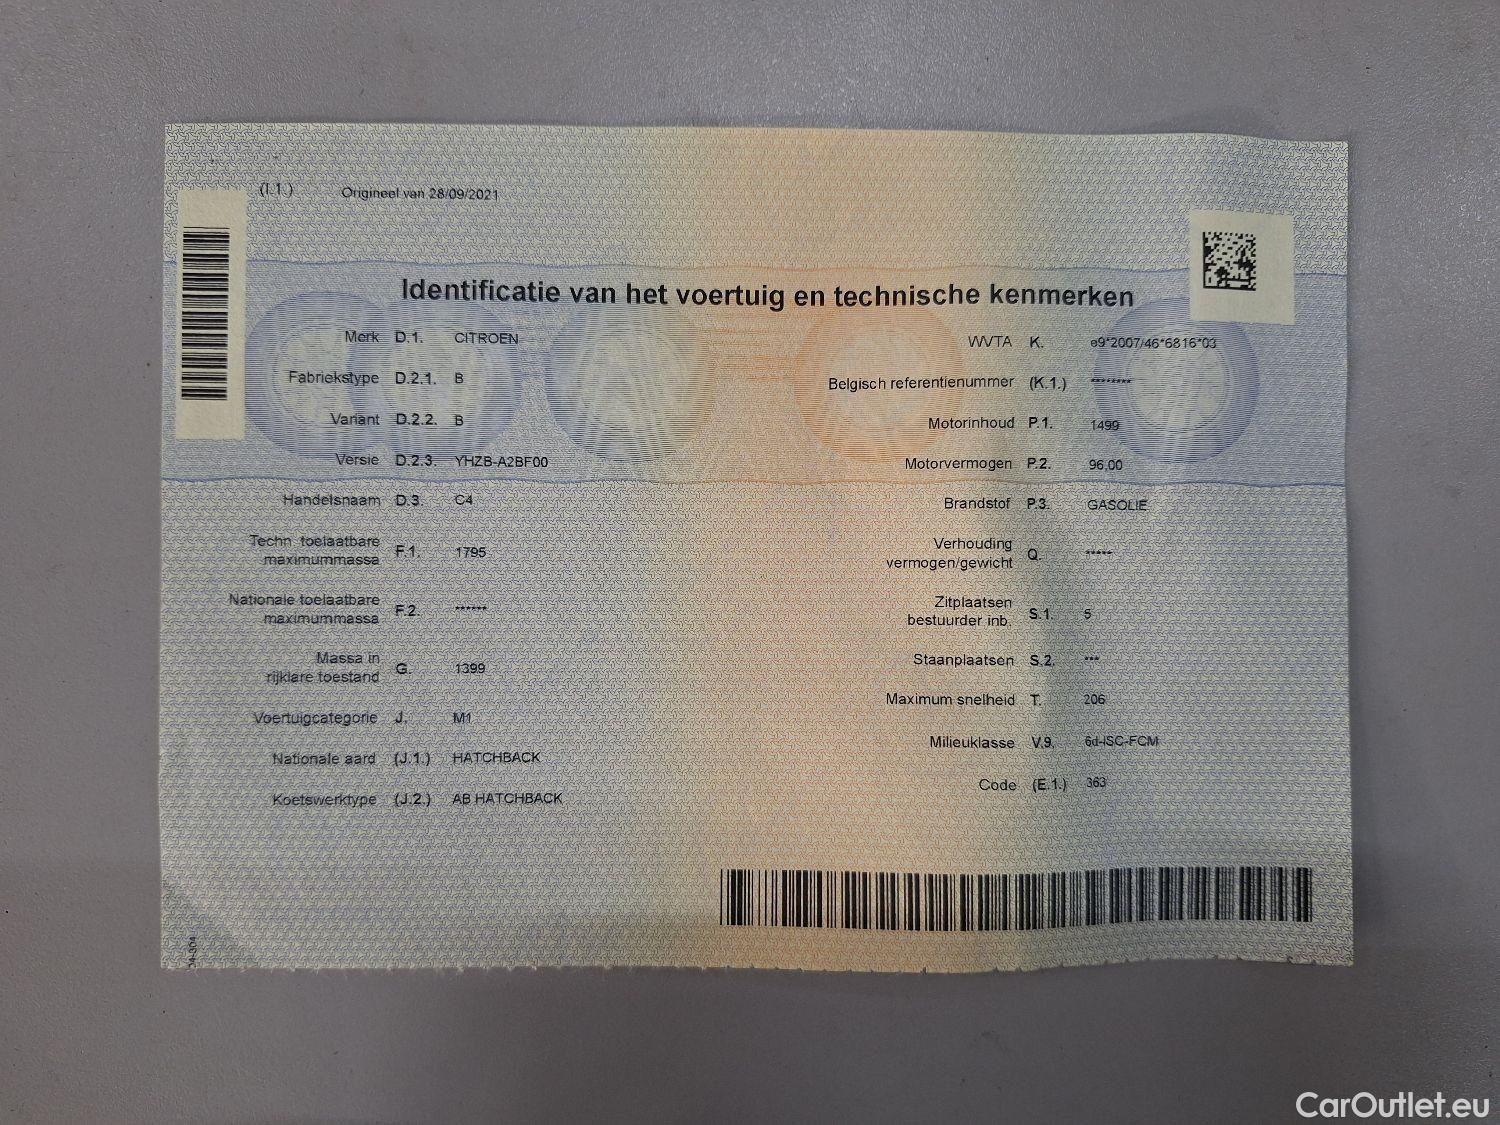 (I.1.) Origineel van 28/09/2021
Identificatie van het voertuig en technische kenmerken
Merk D.1. CITROEN
Fabriekstype D.2.1. B
Variant D.2.2. B
Versie D.2.3. YHZB-A2BF00
Handelsnaam D.3. C4
Techn. toelaatbare
maximummassa F.1. 1795
Nationale toelaatbare
maximummassa F.2. ******
Massa in
rijklare toestand G. 1399
Voertuigcategorie J. M1
Nationale aard (J.1.) HATCHBACK
Koetswerktype (J.2.) AB HATCHBACK
WVTA K. e9*2007/46*6816*03
Belgisch referentienummer (K.1.) ********
Motorinhoud P.1. 1499
Motorvermogen P.2. 96.00
Brandstof P.3. GASOLIE
Verhouding
vermogen/gewicht Q. *****
Zitplaatsen
bestuurder inb. S.1. 5
Staanplaatsen S.2. ***
Maximum snelheid T. 206
Milieuklasse V.9. 6d-ISC-FCM
Code (E.1.) 363
04-304
CarOutlet.eu